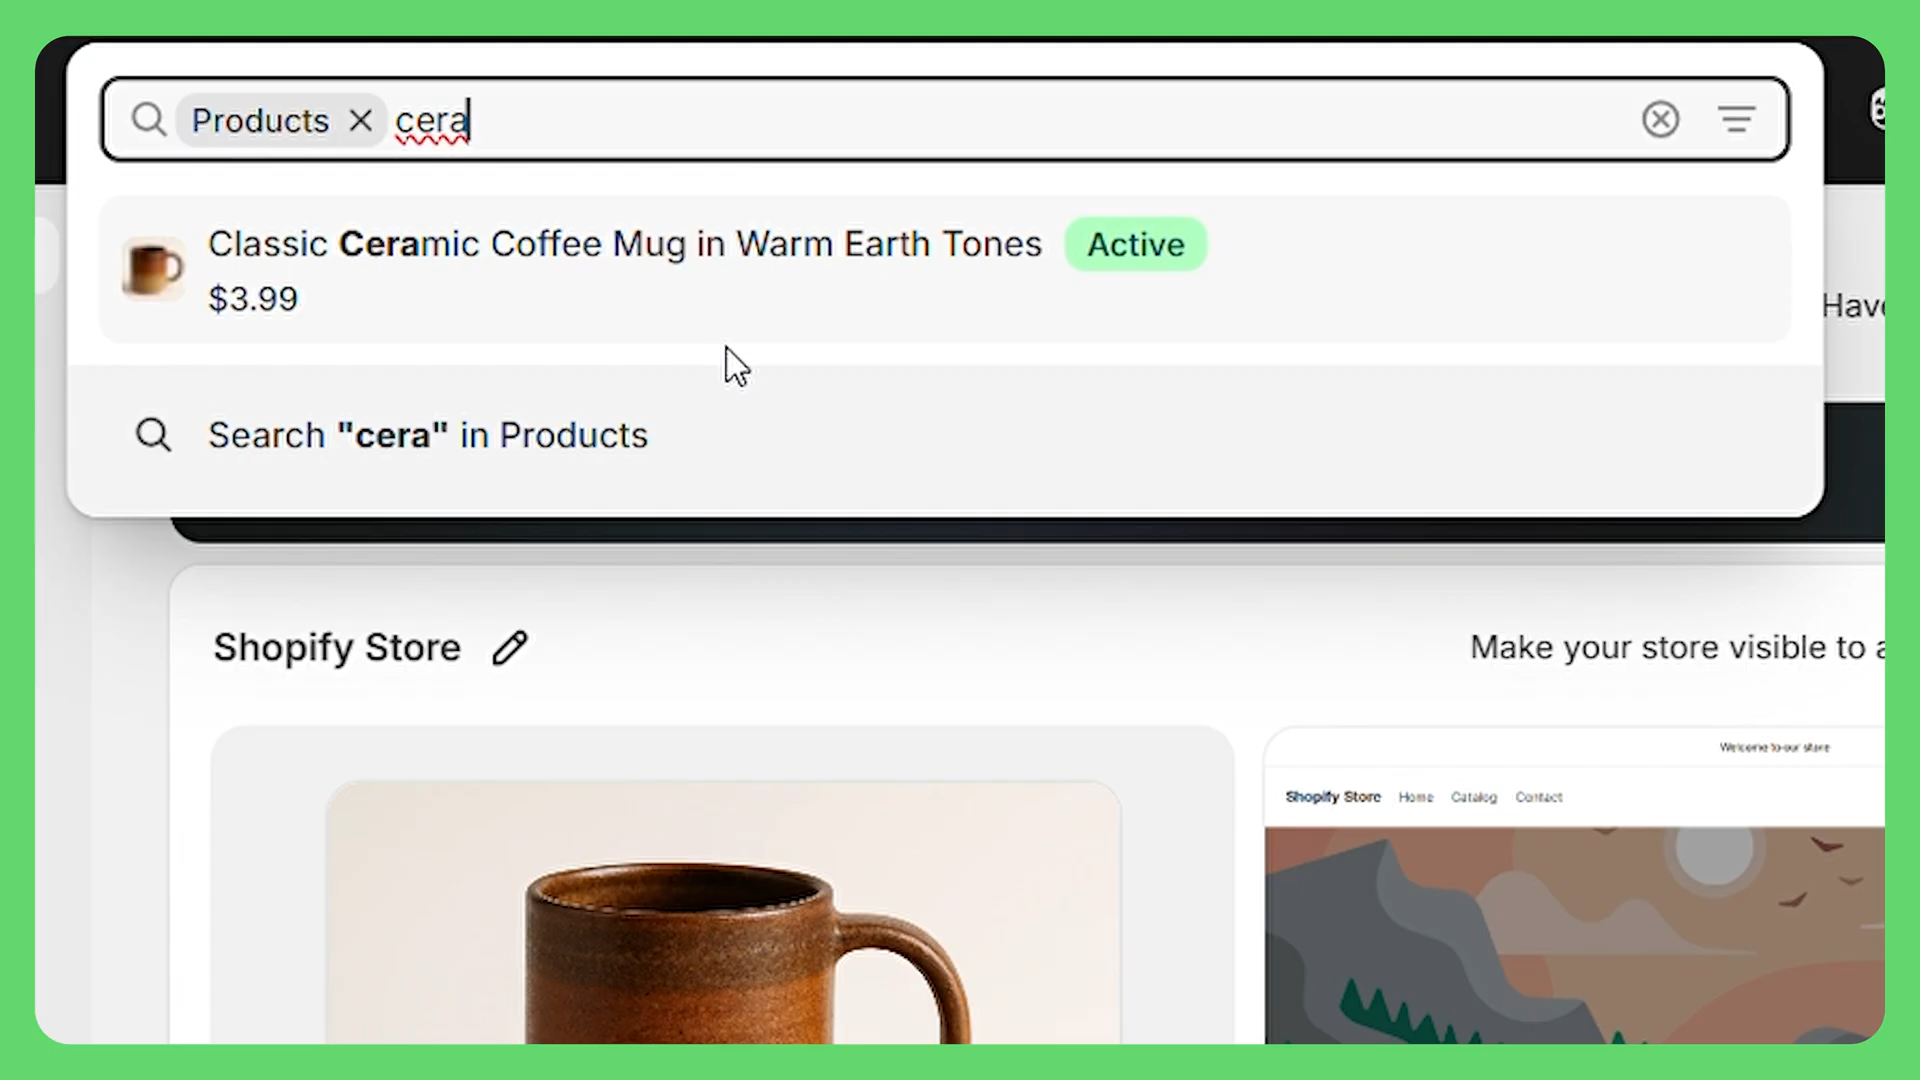 Products cera
Classic Ceramic Coffee Mug in Warm Earth Tones Active
$3.99
Search "cera" in Products
Have
Shopify Store
Make your store visible to a
Welcome to our store
Shopify Store Home Catalog Contact